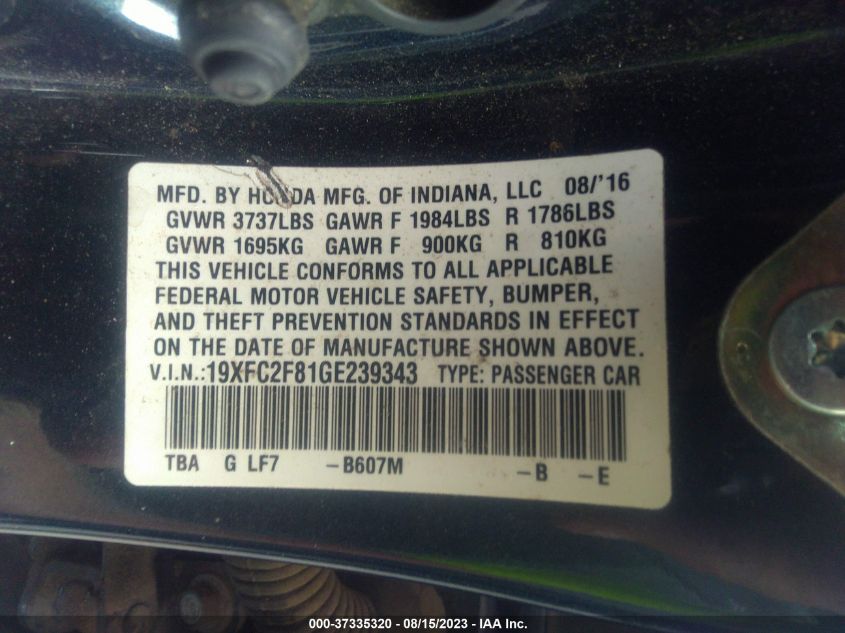 MFD. BY HONDA MFG. OF INDIANA, LLC 08/'16
GVWR 3737LBS GAWR F 1984LBS R 1786LBS
GVWR 1695KG GAWR F 900KG R 810KG
THIS VEHICLE CONFORMS TO ALL APPLICABLE
FEDERAL MOTOR VEHICLE SAFETY, BUMPER,
AND THEFT PREVENTION STANDARDS IN EFFECT
ON THE DATE OF MANUFACTURE SHOWN ABOVE.
V.I.N.:19XFC2F81GE239343 TYPE: PASSENGER CAR
TBA G LF7 -B607M -B -E
000-37335320 - 08/15/2023 - IAA Inc.